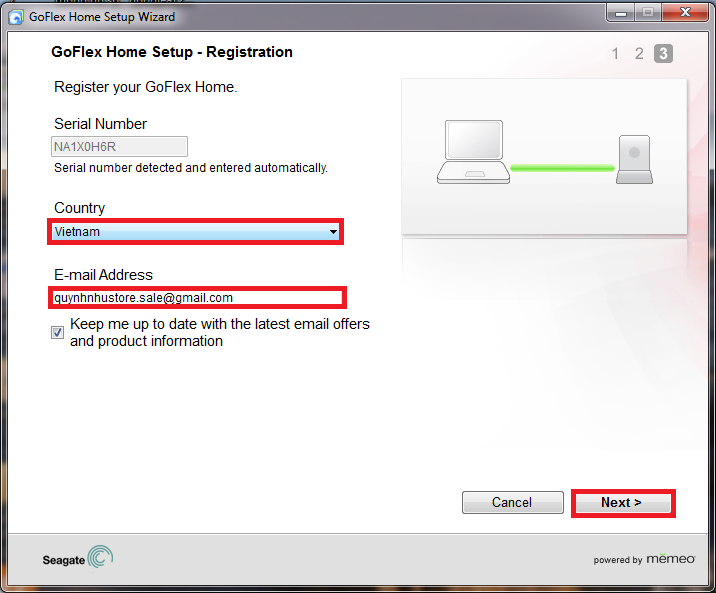 GoFlex Home Setup Wizard
GoFlex Home Setup - Registration
1 2 3
Register your GoFlex Home.
Serial Number
NA1X0H6R
Serial number detected and entered automatically.
Country
Vietnam
E-mail Address
quynhnhustore.sale@gmail.com
Keep me up to date with the latest email offers
and product information
Cancel
Next >
Seagate
powered by memeo